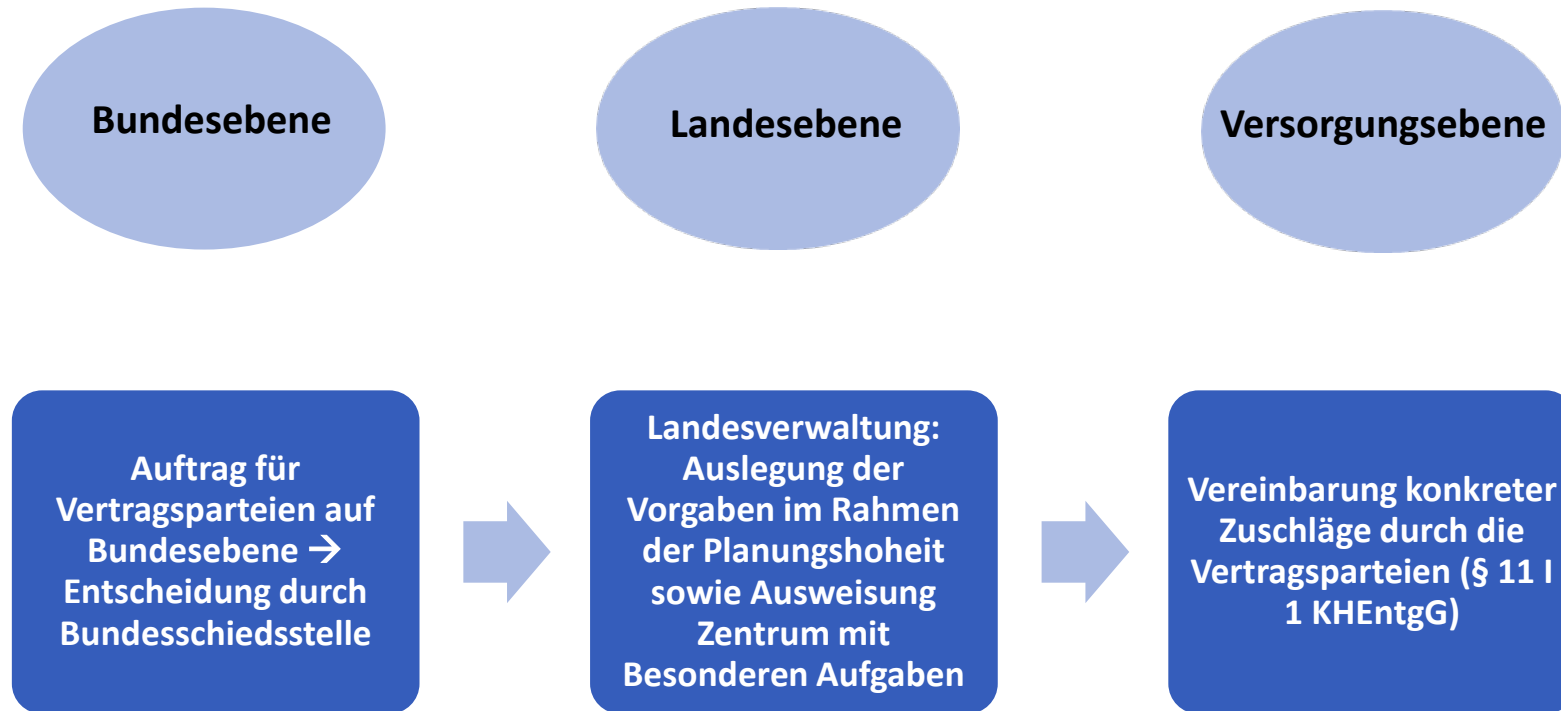 Bundesebene
Landesebene
Versorgungsebene
Auftrag für
Vertragsparteien auf
Bundesebene →
Entscheidung durch
Bundesschiedsstelle
Landesverwaltung:
Auslegung der
Vorgaben im Rahmen
der Planungshoheit
sowie Ausweisung
Zentrum mit
Besonderen Aufgaben
Vereinbarung konkreter
Zuschläge durch die
Vertragsparteien (§ 11 I
1 KHEntgG)